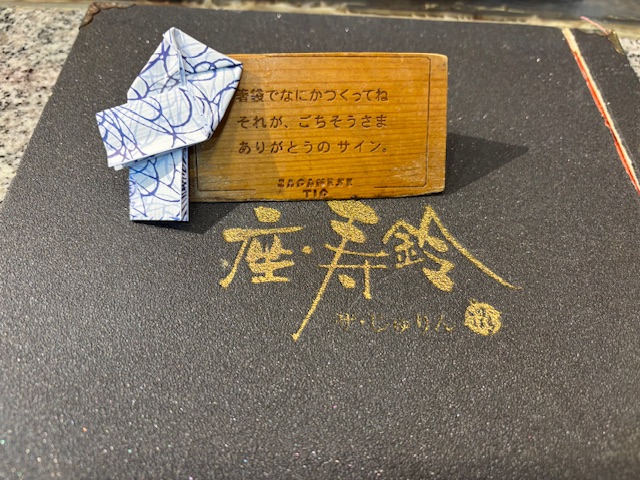 箸袋でなにかつくってね
それが、ごちそうさま
ありがとうの サイン。
JAPANESE
TIP
座・寿鈴
ざ・じゅりん